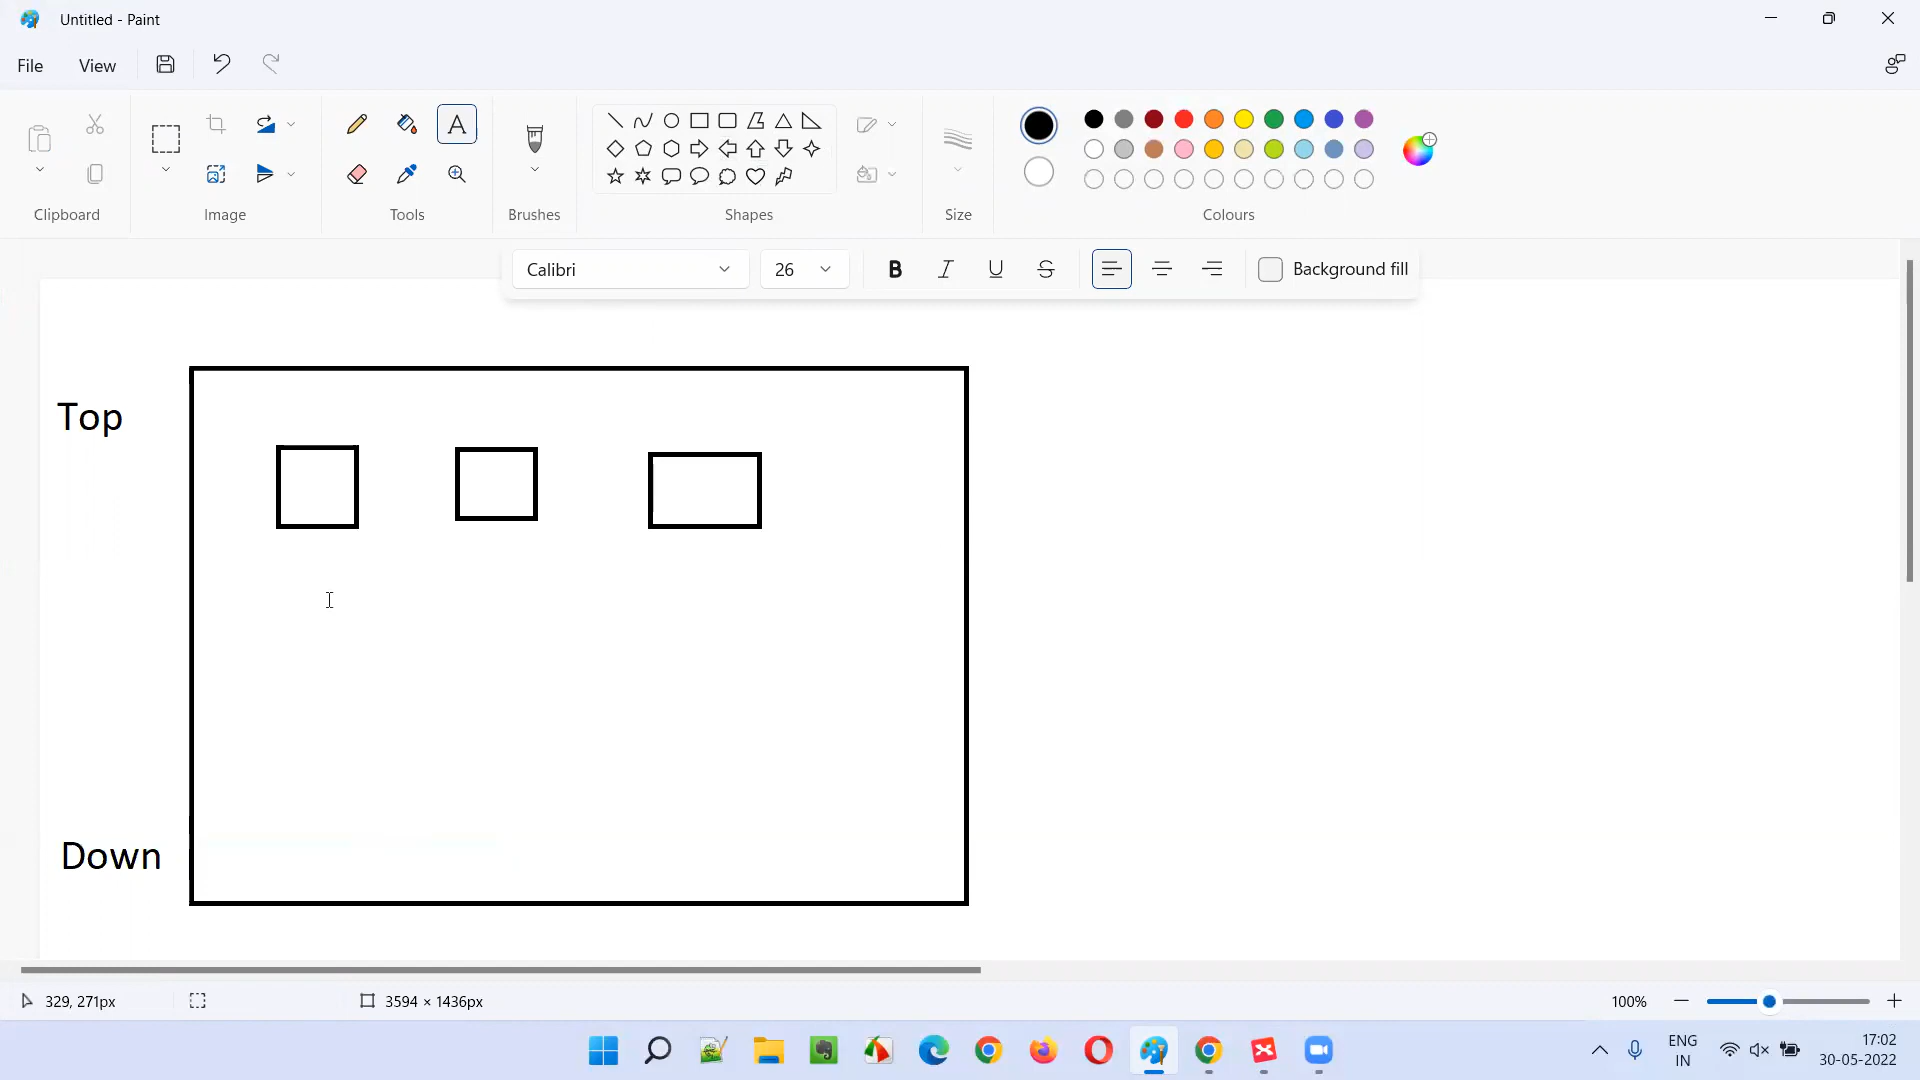 Untitled - Paint
File
View
Clipboard
Image
Tools
Brushes
Shapes
Size
Colours
Calibri
26
B
I
U
S
Background fill
Top
Down
329, 271px
3594 × 1436px
100%
ENG
IN
17:02
30-05-2022